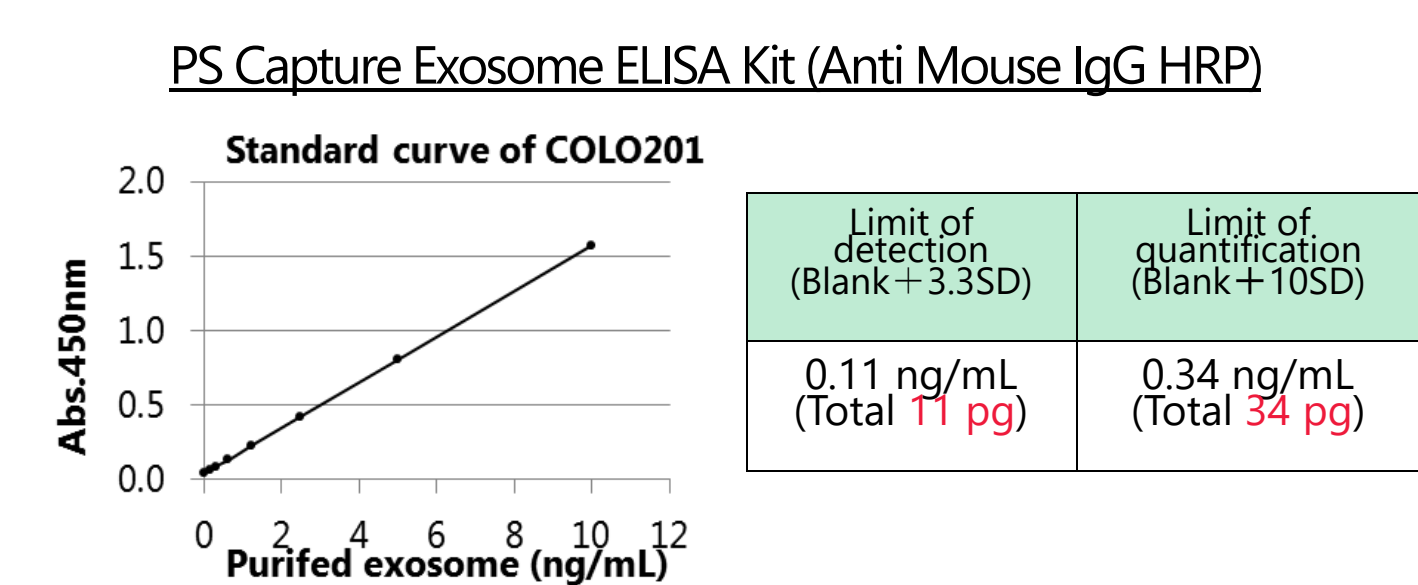 PS Capture Exosome ELISA Kit (Anti Mouse IgG HRP)
Standard curve of COLO201
2.0
1.5
1.0
0.5
0.0
Abs.450nm
0 2 4 6 8 10 12
Purifed exosome (ng/mL)
Limit of
detection
(Blank＋3.3SD)
Limit of
quantification
(Blank＋10SD)
0.11 ng/mL
(Total 11 pg)
0.34 ng/mL
(Total 34 pg)